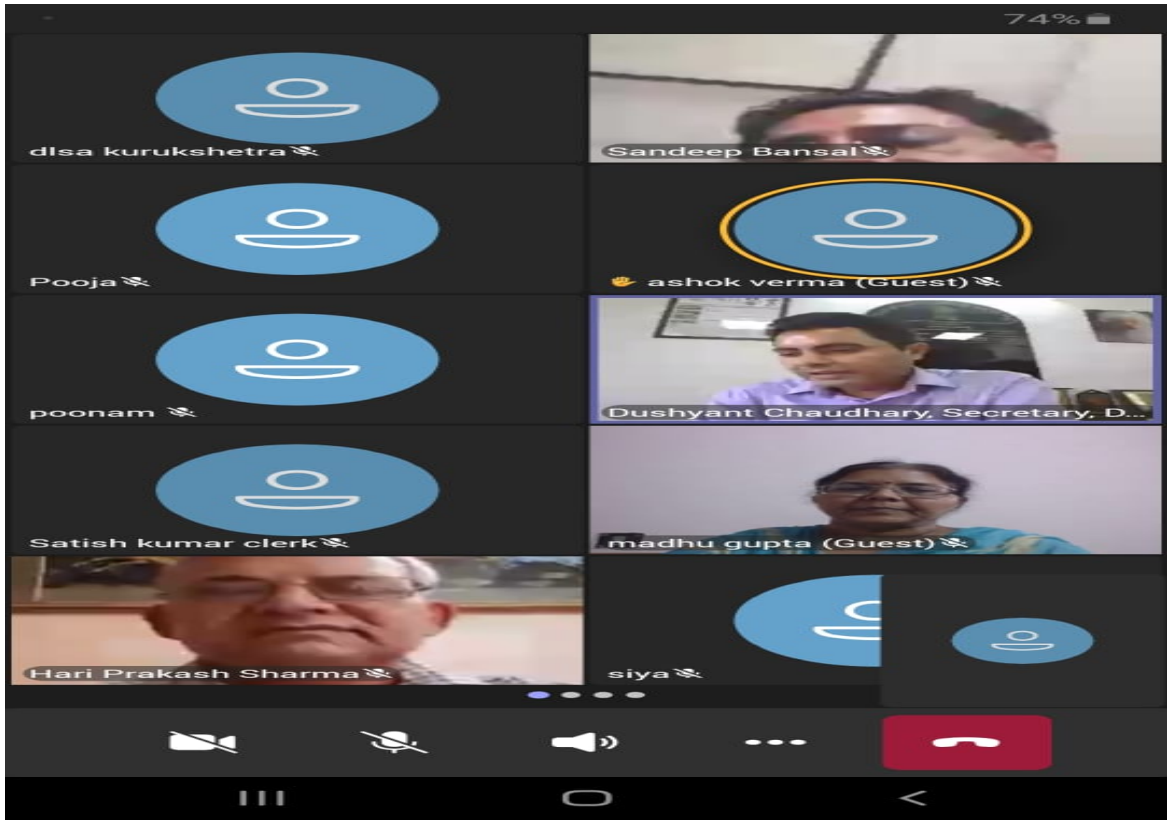 74%
dlsa kurukshetra
Sandeep Bansal
Pooja
ashok verma (Guest)
poonam
Dushyant Chaudhary, Secretary, D...
Satish kumar clerk
madhu gupta (Guest)
Hari Prakash Sharma
siya